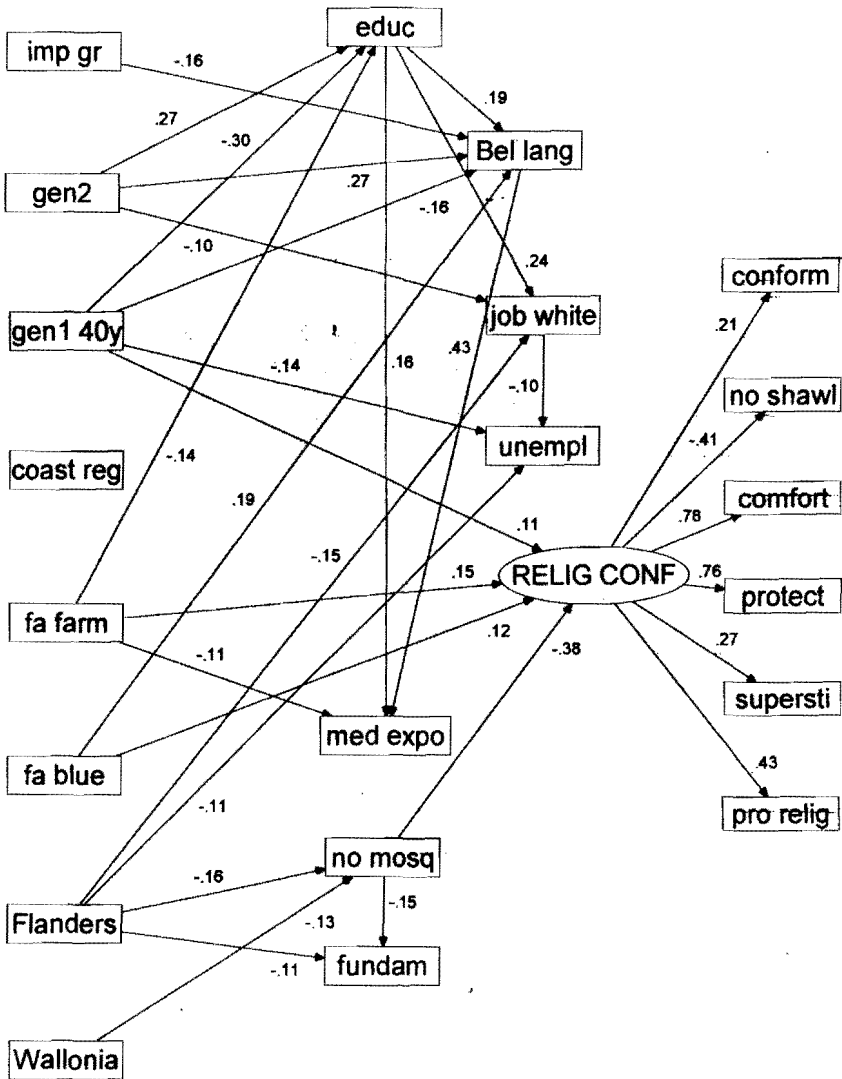 educ
imp gr
-.16
.19
.27
-.30
Bel lang
gen2
.27
-.16
-.10
.24
conform
gen1 40y
job white
.21
-.14
.16
.43
-.10
no shawl
unempl
-.41
coast reg
-.14
comfort
.19
.11
.78
-.15
RELIG CONF
.76
.15
protect
fa farm
.12
-.38
.27
-.11
supersti
med expo
fa blue
.43
-.11
pro relig
no mosq
-.16
-.15
Flanders
-.13
-.11
fundam
Wallonia